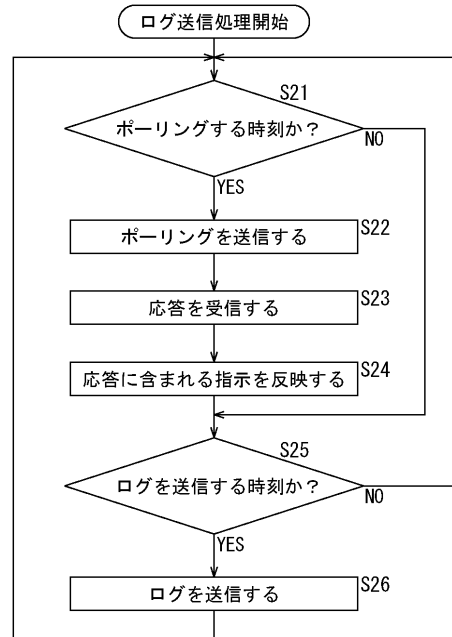 ログ送信処理開始
S21
ポーリングする時刻か？
NO
YES
S22
ポーリングを送信する
S23
応答を受信する
S24
応答に含まれる指示を反映する
S25
ログを送信する時刻か？
NO
YES
S26
ログを送信する